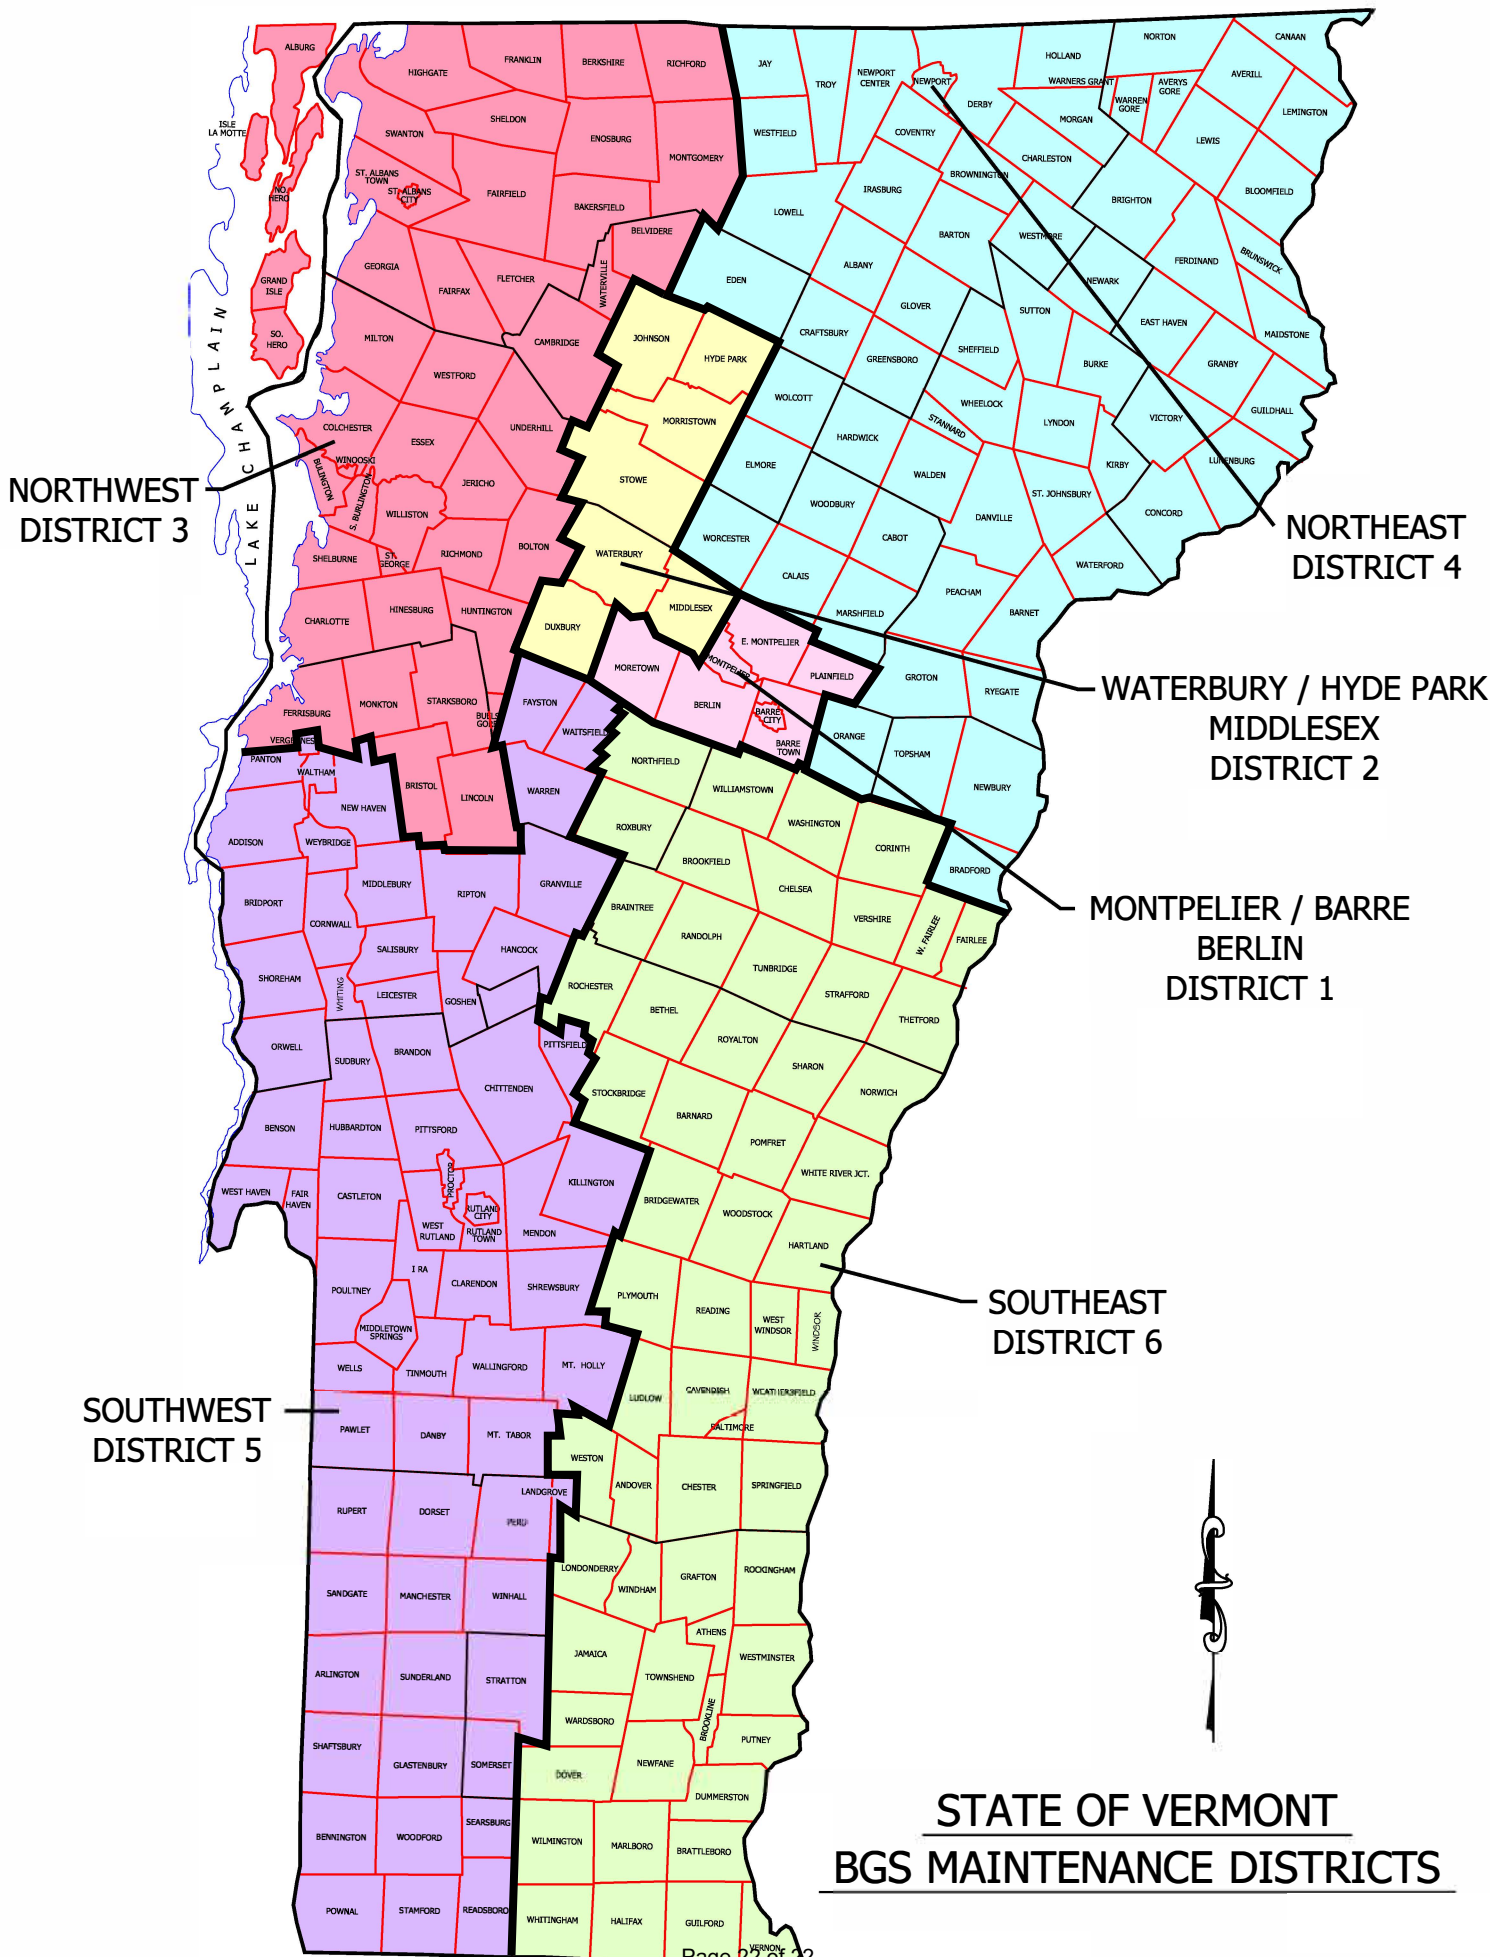 ALBURG
HIGHGATE
FRANKLIN
BERKSHIRE
RICHFORD
JAY
TROY
NEWPORT
CENTER
NEWPORT
DERBY
HOLLAND
NORTON
CANAAN
WARNERS GRANT
WARREN
GORE
AVERYS
GORE
AVERILL
LEMINGTON
ISLE
LA MOTTE
SWANTON
SHELDON
ENOSBURG
MONTGOMERY
WESTFIELD
COVENTRY
MORGAN
LEWIS
CHARLESTON
BLOOMFIELD
ST. ALBANS
TOWN
ST. ALBANS
CITY
NO.
HERO
FAIRFIELD
BAKERSFIELD
BELVIDERE
LOWELL
IRASBURG
BROWNINGTON
BRIGHTON
BARTON
WESTMORE
FERDINAND
BRUNSWICK
GEORGIA
FAIRFAX
FLETCHER
WATERVILLE
EDEN
ALBANY
GLOVER
NEWARK
GRAND
ISLE
SO.
HERO
SUTTON
EAST HAVEN
MAIDSTONE
MILTON
WESTFORD
CAMBRIDGE
JOHNSON
HYDE PARK
CRAFTSBURY
GREENSBORO
SHEFFIELD
BURKE
GRANBY
LAKE CHAMPLAIN
WOLCOTT
WHEELOCK
STANNARD
LYNDON
VICTORY
GUILDHALL
COLCHESTER
ESSEX
UNDERHILL
MORRISTOWN
HARDWICK
WINOOSKI
BULINGTON
S. BURLINGTON
JERICHO
STOWE
ELMORE
WALDEN
KIRBY
LUNENBURG
NORTHWEST
DISTRICT 3
WILLISTON
WOODBURY
DANVILLE
ST. JOHNSBURY
CONCORD
NORTHEAST
DISTRICT 4
SHELBURNE
ST.
GEORGE
RICHMOND
BOLTON
WATERBURY
WORCESTER
CABOT
WATERFORD
CALAIS
PEACHAM
BARNET
CHARLOTTE
HINESBURG
HUNTINGTON
DUXBURY
MIDDLESEX
MARSHFIELD
E. MONTPELIER
MORETOWN
MONTPELIER
PLAINFIELD
GROTON
RYEGATE
WATERBURY / HYDE PARK
MIDDLESEX
DISTRICT 2
FERRISBURG
MONKTON
STARKSBORO
BULLS
GORE
FAYSTON
WAITSFIELD
BERLIN
BARRE
CITY
BARRE
TOWN
ORANGE
TOPSHAM
NEWBURY
VERGENNES
PANTON
WALTHAM
NEW HAVEN
BRISTOL
LINCOLN
WARREN
NORTHFIELD
WILLIAMSTOWN
WASHINGTON
CORINTH
BRADFORD
ADDISON
WEYBRIDGE
ROXBURY
BROOKFIELD
CHELSEA
MIDDLEBURY
RIPTON
GRANVILLE
BRIDPORT
CORNWALL
BRAINTREE
RANDOLPH
VERSHIRE
W. FAIRLEE
FAIRLEE
MONTPELIER / BARRE
BERLIN
DISTRICT 1
SALISBURY
HANCOCK
SHOREHAM
WHITING
LEICESTER
GOSHEN
ROCHESTER
TUNBRIDGE
STRAFFORD
BETHEL
THETFORD
ORWELL
SUDBURY
BRANDON
PITTSFIELD
ROYALTON
SHARON
CHITTENDEN
STOCKBRIDGE
NORWICH
BENSON
HUBBARDTON
PITTSFORD
BARNARD
POMFRET
WHITE RIVER JCT.
WEST HAVEN
FAIR
HAVEN
CASTLETON
PROCTOR
RUTLAND
CITY
WEST
RUTLAND
RUTLAND
TOWN
MENDON
KILLINGTON
BRIDGEWATER
WOODSTOCK
HARTLAND
I RA
POULTNEY
CLARENDON
SHREWSBURY
PLYMOUTH
READING
WEST
WINDSOR
WINDSOR
SOUTHEAST
DISTRICT 6
MIDDLETOWN
SPRINGS
WELLS
TINMOUTH
WALLINGFORD
MT. HOLLY
LUDLOW
CAVENDISH
WEATHERSFIELD
BALTIMORE
SOUTHWEST
DISTRICT 5
PAWLET
DANBY
MT. TABOR
WESTON
ANDOVER
CHESTER
SPRINGFIELD
LANDGROVE
RUPERT
DORSET
PERU
LONDONDERRY
WINDHAM
GRAFTON
ROCKINGHAM
SANDGATE
MANCHESTER
WINHALL
ATHENS
JAMAICA
TOWNSHEND
WESTMINSTER
ARLINGTON
SUNDERLAND
STRATTON
WARDSBORO
BROOKLINE
PUTNEY
SHAFTSBURY
GLASTENBURY
SOMERSET
DOVER
NEWFANE
DUMMERSTON
SEARSBURG
BENNINGTON
WOODFORD
WILMINGTON
MARLBORO
BRATTLEBORO
POWNAL
STAMFORD
READSBORO
WHITINGHAM
HALIFAX
GUILFORD
VERNON
STATE OF VERMONT
BGS MAINTENANCE DISTRICTS
Page 22 of 22